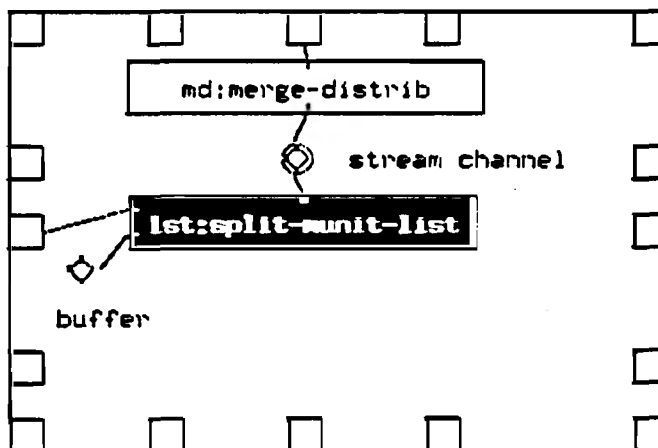 md:merge-distrib
stream channel
lst:split-munit-list
buffer